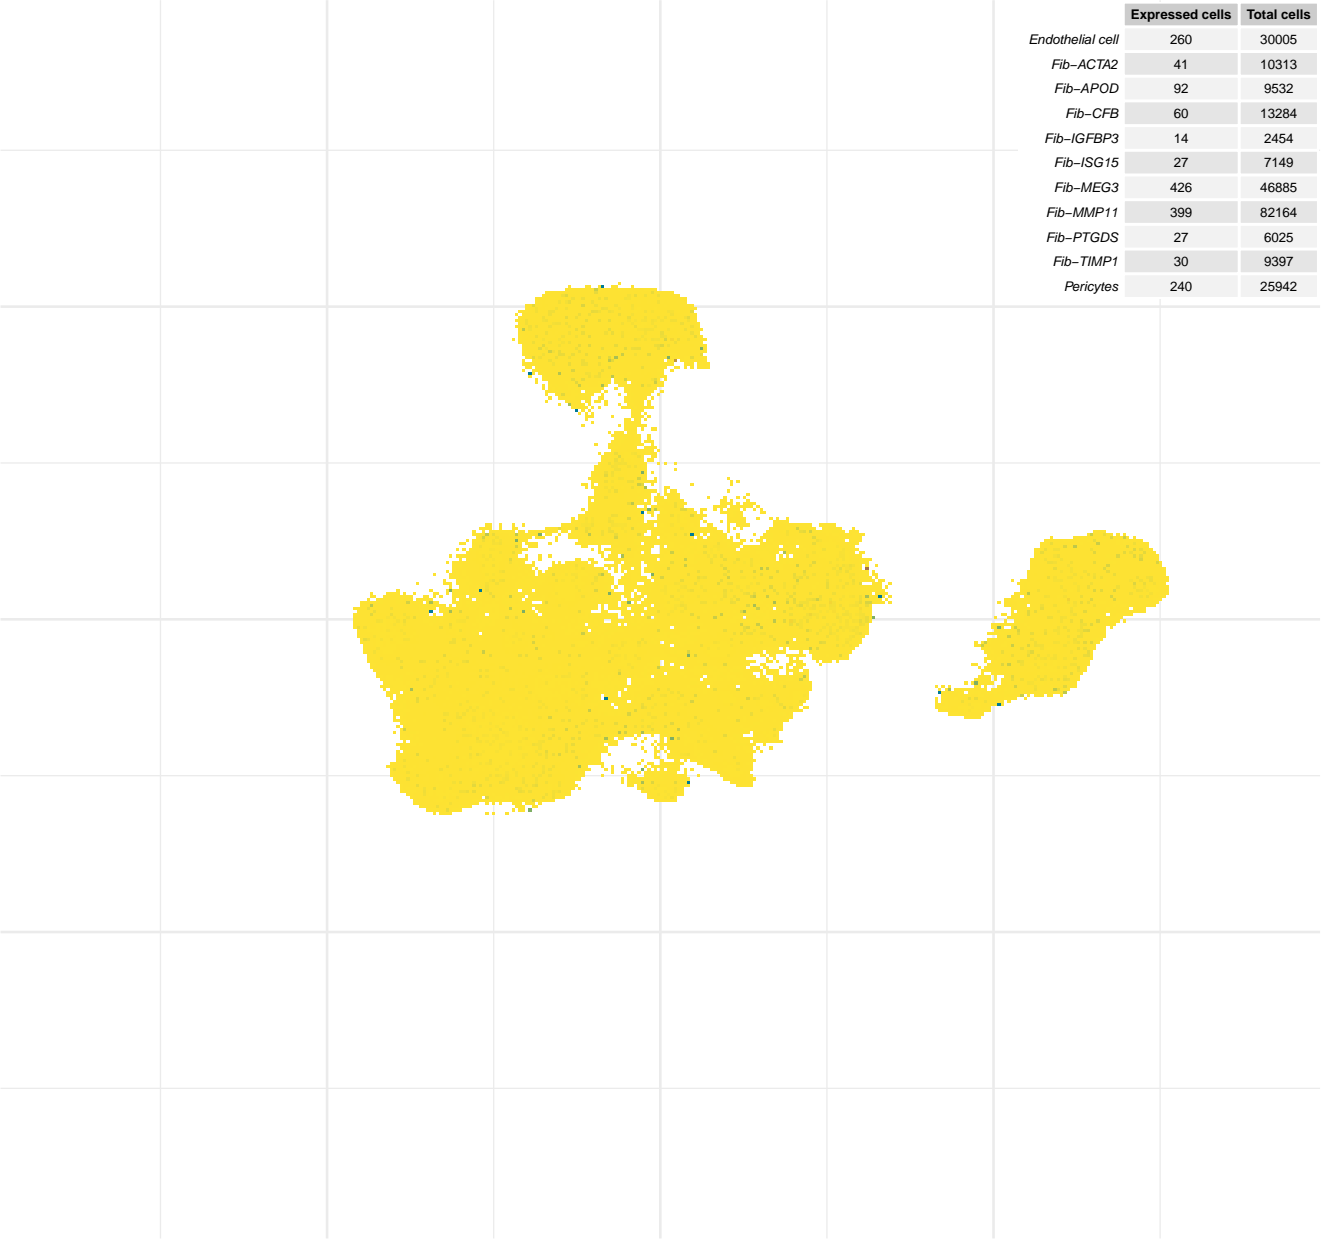 Expressed cells Total cells
Endothelial cell 260 30005
Fib−ACTA2 41 10313
Fib−APOD 92 9532
Fib−CFB 60 13284
Fib−IGFBP3 14 2454
Fib−ISG15 27 7149
Fib−MEG3 426 46885
Fib−MMP11 399 82164
Fib−PTGDS 27 6025
Fib−TIMP1 30 9397
Pericytes 240 25942